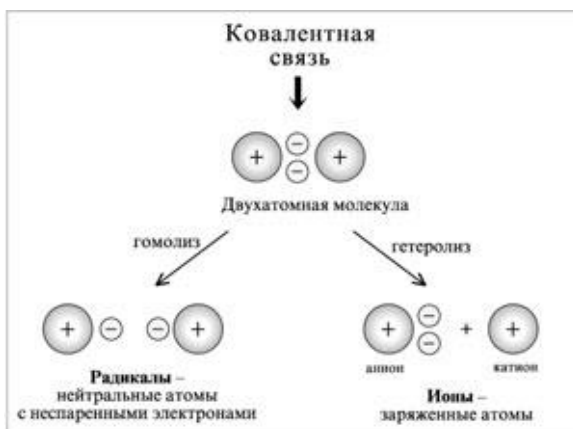 Ковалентная
связь
+ − − +
Двухатомная молекула
гомолиз гетеролиз
+ − − + + − − + +
анион катион
Радикалы – Ионы –
нейтральные атомы заряженные атомы
с неспаренными электронами